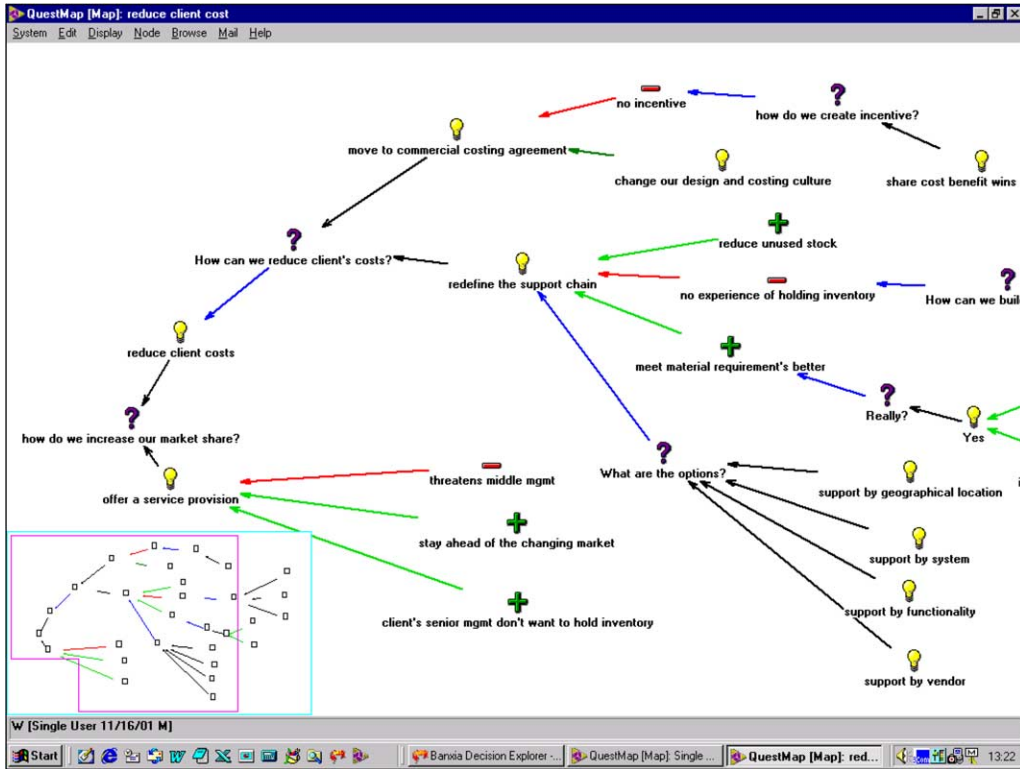 QuestMap [Map]: reduce client cost
System Edit Display Node Browse Mail Help
no incentive
how do we create incentive?
move to commercial costing agreement
change our design and costing culture
share cost benefit wins
reduce unused stock
How can we reduce client's costs?
redefine the support chain
no experience of holding inventory
How can we buil
reduce client costs
meet material requirement's better
Really?
Yes
how do we increase our market share?
What are the options?
threatens middle mgmt
offer a service provision
support by geographical location
stay ahead of the changing market
support by system
support by functionality
client's senior mgmt don't want to hold inventory
support by vendor
W [Single User 11/16/01 M]
Start
Banxia Decision Explorer -...
QuestMap [Map]: Single ...
QuestMap [Map]: red...
13:22